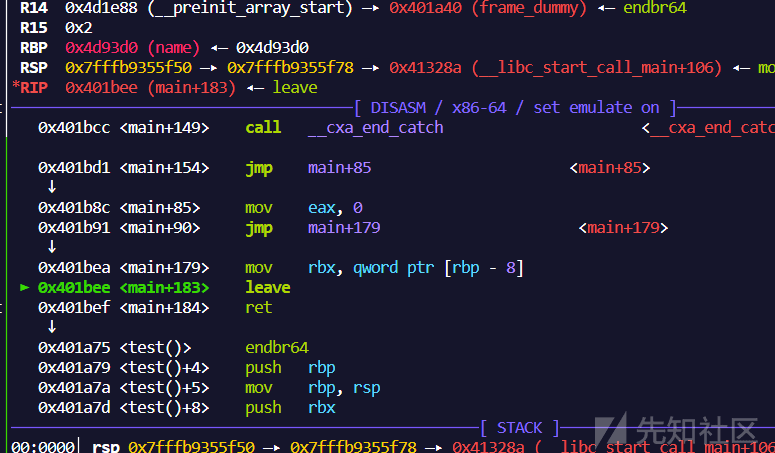 R14 0x4d1e88 (__preinit_array_start) —▸ 0x401a40 (frame_dummy) ◂— endbr64
R15 0x2
RBP 0x4d93d0 (name) ◂— 0x4d93d0
RSP 0x7fffb9355f50 —▸ 0x7fffb9355f78 —▸ 0x41328a (__libc_start_call_main+106) ◂— mo
*RIP 0x401bee (main+183) ◂— leave
[ DISASM / x86-64 / set emulate on ]
0x401bcc <main+149> call __cxa_end_catch <__cxa_end_catc
0x401bd1 <main+154> jmp main+85 <main+85>
↓
0x401b8c <main+85> mov eax, 0
0x401b91 <main+90> jmp main+179 <main+179>
↓
0x401bea <main+179> mov rbx, qword ptr [rbp - 8]
► 0x401bee <main+183> leave
0x401bef <main+184> ret
↓
0x401a75 <test()> endbr64
0x401a79 <test()+4> push rbp
0x401a7a <test()+5> mov rbp, rsp
0x401a7d <test()+8> push rbx
[ STACK ]
00:0000│ rsp 0x7fffb9355f50 —▸ 0x7fffb9355f78 —▸ 0x41328a (__libc_start_call_main+106
先知社区